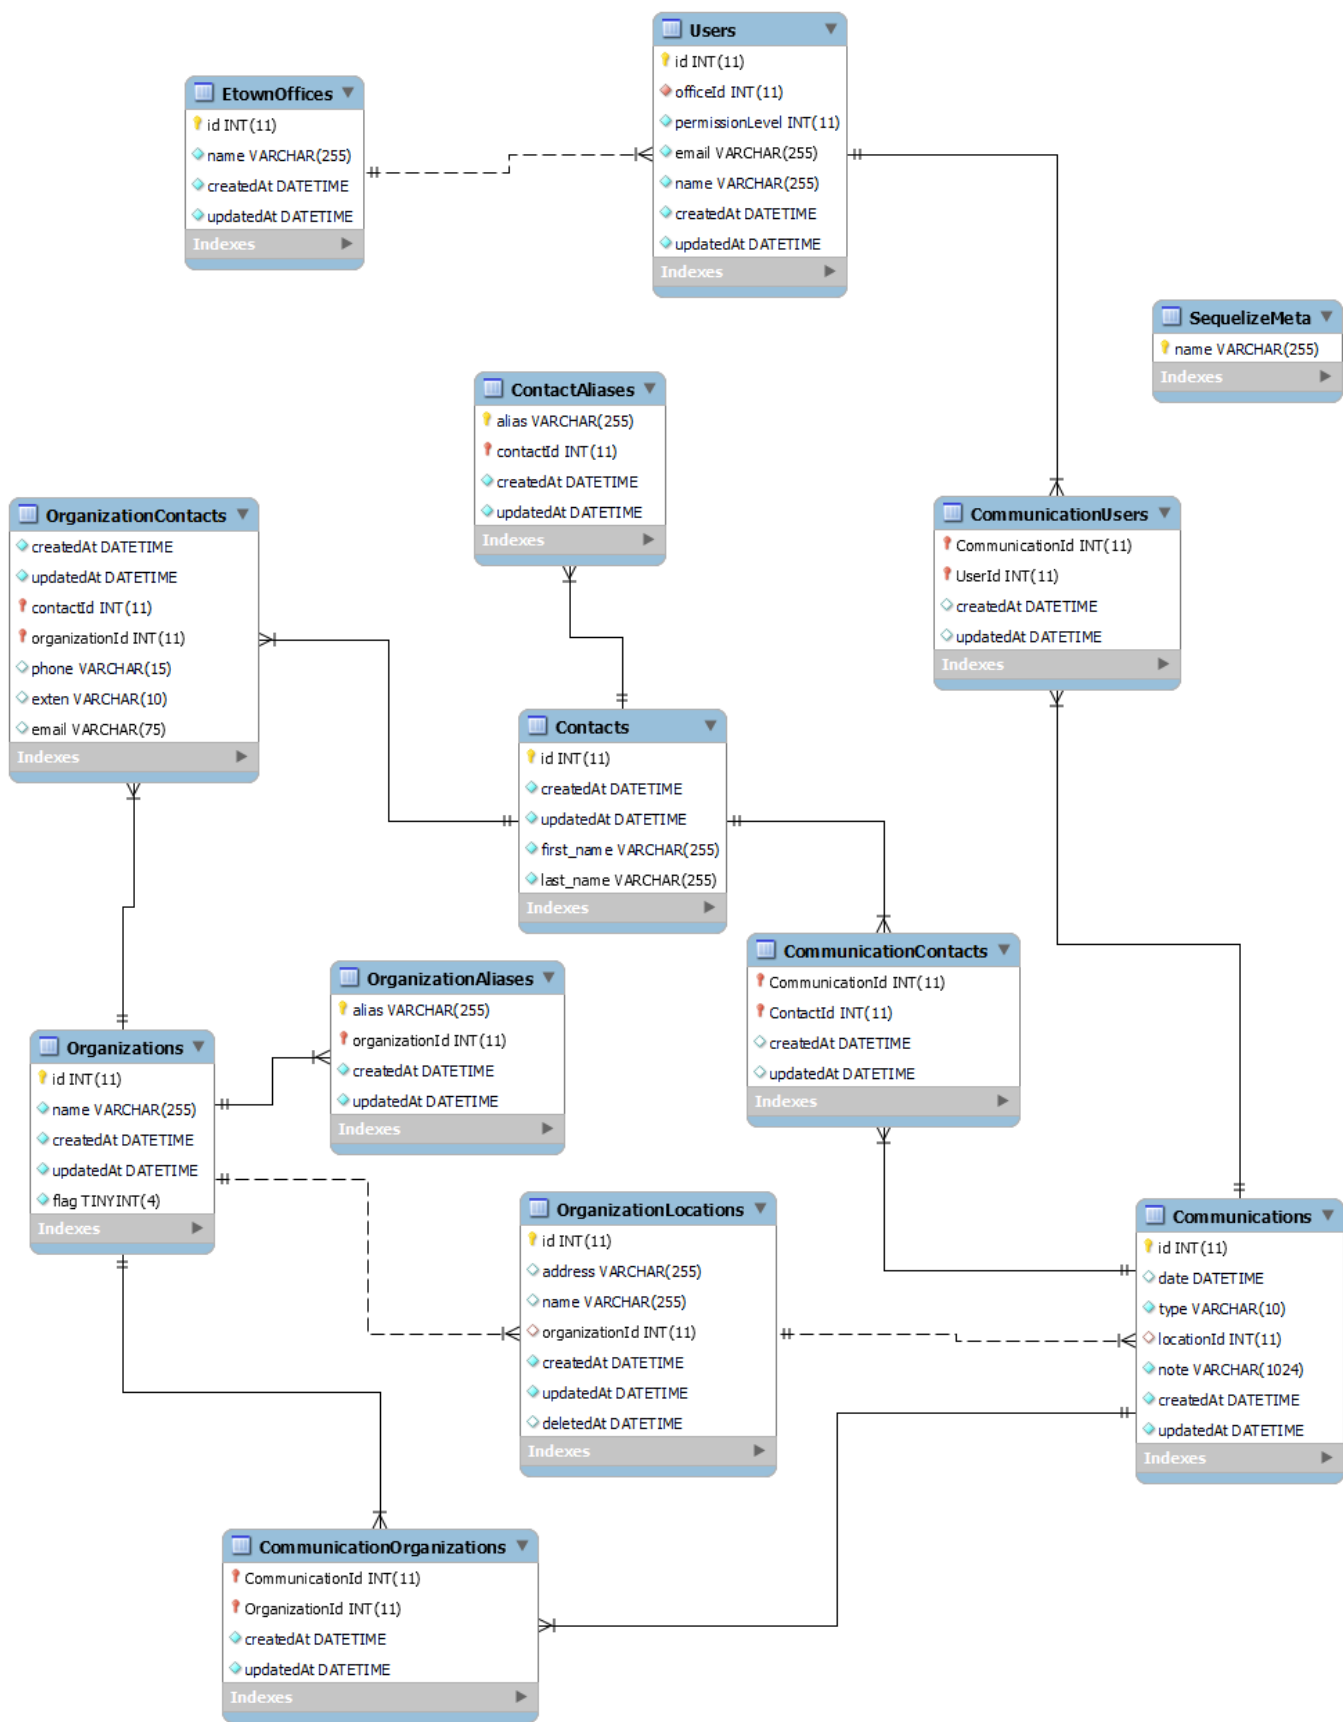 Users
id INT(11)
officeId INT(11)
permissionLevel INT(11)
email VARCHAR(255)
name VARCHAR(255)
createdAt DATETIME
updatedAt DATETIME
Indexes
EtownOffices
id INT(11)
name VARCHAR(255)
createdAt DATETIME
updatedAt DATETIME
Indexes
SequelizeMeta
name VARCHAR(255)
Indexes
ContactAliases
alias VARCHAR(255)
contactId INT(11)
createdAt DATETIME
updatedAt DATETIME
Indexes
OrganizationContacts
createdAt DATETIME
updatedAt DATETIME
contactId INT(11)
organizationId INT(11)
phone VARCHAR(15)
exten VARCHAR(10)
email VARCHAR(75)
Indexes
CommunicationUsers
CommunicationId INT(11)
UserId INT(11)
createdAt DATETIME
updatedAt DATETIME
Indexes
Contacts
id INT(11)
createdAt DATETIME
updatedAt DATETIME
first_name VARCHAR(255)
last_name VARCHAR(255)
Indexes
CommunicationContacts
CommunicationId INT(11)
ContactId INT(11)
createdAt DATETIME
updatedAt DATETIME
Indexes
OrganizationAliases
alias VARCHAR(255)
organizationId INT(11)
createdAt DATETIME
updatedAt DATETIME
Indexes
Organizations
id INT(11)
name VARCHAR(255)
createdAt DATETIME
updatedAt DATETIME
flag TINYINT(4)
Indexes
OrganizationLocations
id INT(11)
address VARCHAR(255)
name VARCHAR(255)
organizationId INT(11)
createdAt DATETIME
updatedAt DATETIME
deletedAt DATETIME
Indexes
Communications
id INT(11)
date DATETIME
type VARCHAR(10)
locationId INT(11)
note VARCHAR(1024)
createdAt DATETIME
updatedAt DATETIME
Indexes
CommunicationOrganizations
CommunicationId INT(11)
OrganizationId INT(11)
createdAt DATETIME
updatedAt DATETIME
Indexes